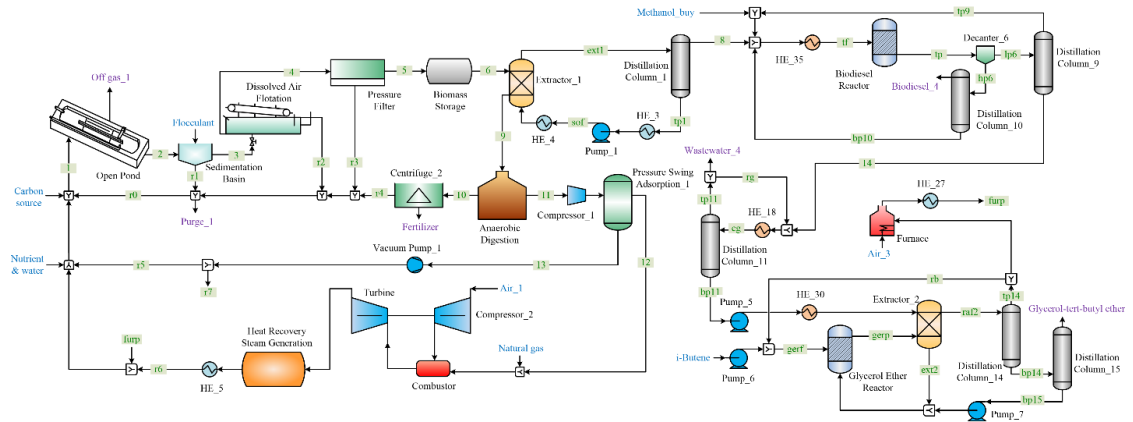 Methanol_buy
tp9
Off gas_1
4
5
6
ext1
8
HE_35
tf
Biodiesel
Reactor
tp
Decanter_6
tp6
hp6
Distillation
Column_9
Dissolved Air
Flotation
Pressure
Filter
Biomass
Storage
Extractor_1
Distillation
Column_1
Biodiesel_4
Distillation
Column_10
bp10
Flocculant
2
3
Open Pond
Sedimentation
Basin
r1
r2
r3
9
HE_4
sof
Pump_1
HE_3
tp1
1
Carbon
source
r0
Purge_1
r4
Centrifuge_2
Fertilizer
10
Anaerobic
Digestion
11
Compressor_1
Pressure Swing
Adsorption_1
Wastewater_4
rg
tp11
14
HE_18
cg
Distillation
Column_11
bp11
HE_27
furp
Furnace
Air_3
Nutrient
& water
r5
r7
Vacuum Pump_1
13
12
rb
Turbine
Air_1
Compressor_2
Pump_5
HE_30
Extractor_2
raf2
tp14
Glycerol-tert-butyl ether
furp
r6
HE_5
Heat Recovery
Steam Generation
Combustor
Natural gas
i-Butene
Pump_6
gerf
gerp
Glycerol Ether
Reactor
ext2
Distillation
Column_14
bp14
Distillation
Column_15
bp15
Pump_7